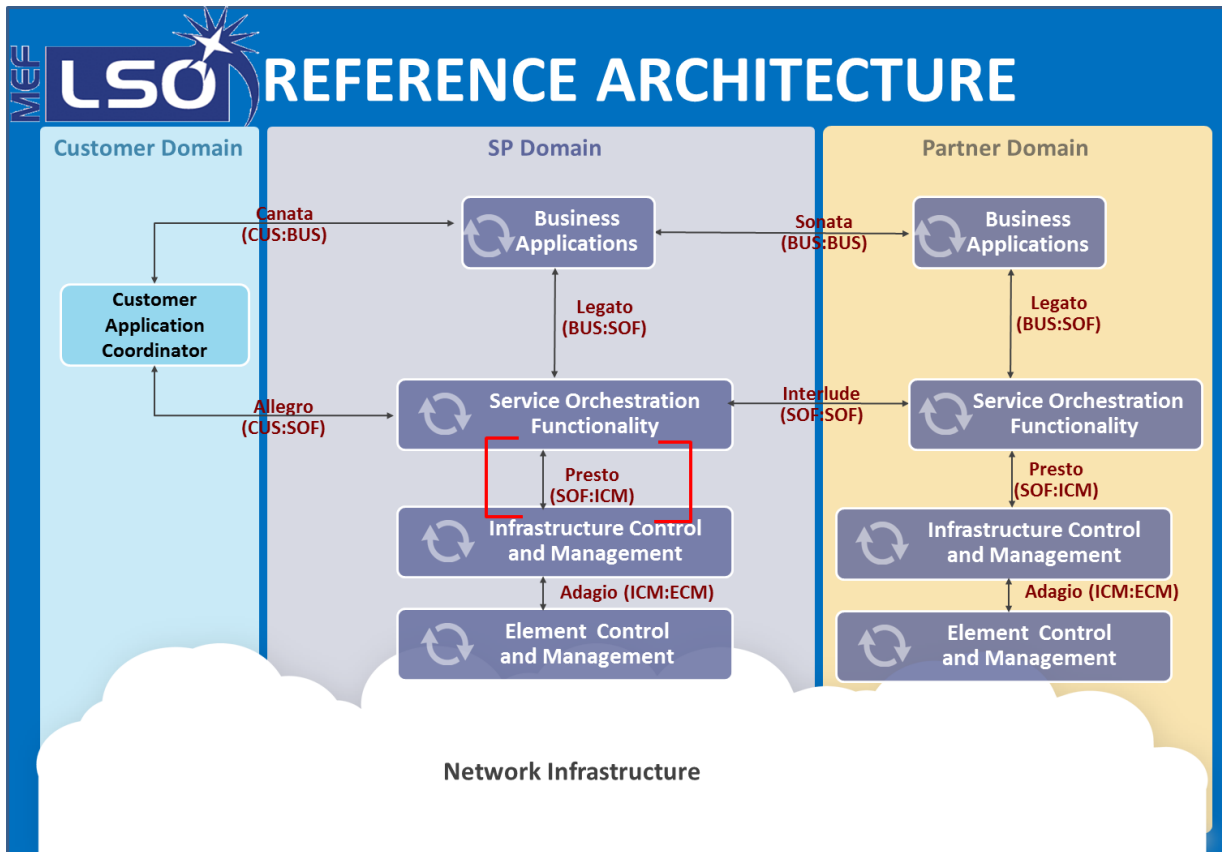 MEF
LSO
REFERENCE ARCHITECTURE
Customer Domain
SP Domain
Partner Domain
Canata
(CUS:BUS)
Business
Applications
Sonata
(BUS:BUS)
Business
Applications
Customer
Application
Coordinator
Legato
(BUS:SOF)
Legato
(BUS:SOF)
Allegro
(CUS:SOF)
Service Orchestration
Functionality
Interlude
(SOF:SOF)
Service Orchestration
Functionality
Presto
(SOF:ICM)
Presto
(SOF:ICM)
Infrastructure Control
and Management
Infrastructure Control
and Management
Adagio (ICM:ECM)
Adagio (ICM:ECM)
Element Control
and Management
Element Control
and Management
Network Infrastructure